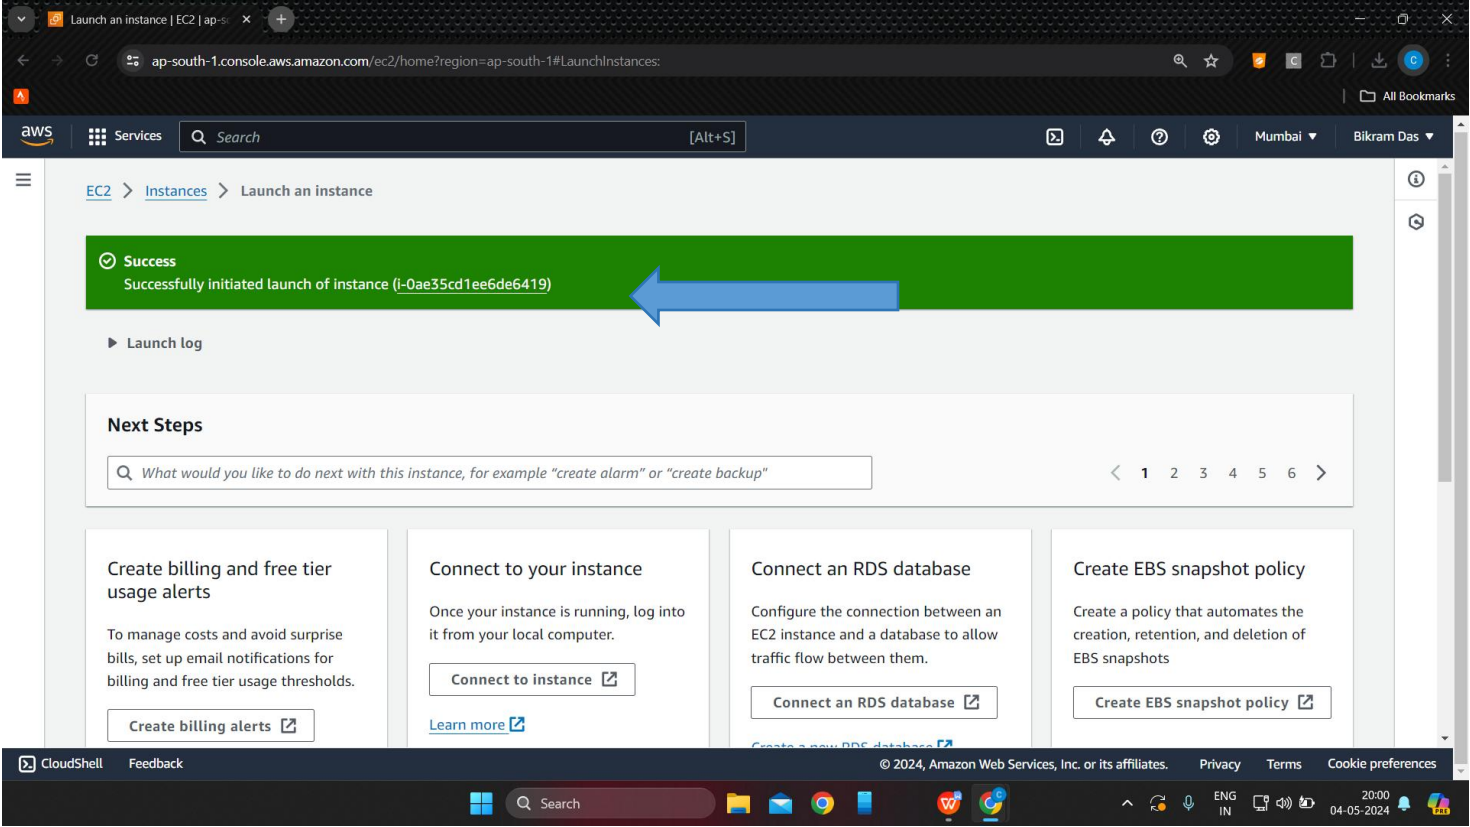 Launch an instance | EC2 | ap-s
ap-south-1.console.aws.amazon.com/ec2/home?region=ap-south-1#LaunchInstances:
C
C
All Bookmarks
aws
Services
Search
[Alt+S]
Mumbai
Bikram Das
EC2
Instances
Launch an instance
Success
Successfully initiated launch of instance (i-0ae35cd1ee6de6419)
Launch log
Next Steps
What would you like to do next with this instance, for example “create alarm” or “create backup"
1 2 3 4 5 6
Create billing and free tier
usage alerts
To manage costs and avoid surprise
bills, set up email notifications for
billing and free tier usage thresholds.
Create billing alerts
Connect to your instance
Once your instance is running, log into
it from your local computer.
Connect to instance
Learn more
Connect an RDS database
Configure the connection between an
EC2 instance and a database to allow
traffic flow between them.
Connect an RDS database
Create a new RDS database
Create EBS snapshot policy
Create a policy that automates the
creation, retention, and deletion of
EBS snapshots
Create EBS snapshot policy
CloudShell
Feedback
© 2024, Amazon Web Services, Inc. or its affiliates.
Privacy
Terms
Cookie preferences
Search
W
C
ENG
IN
20:00
04-05-2024
PRE